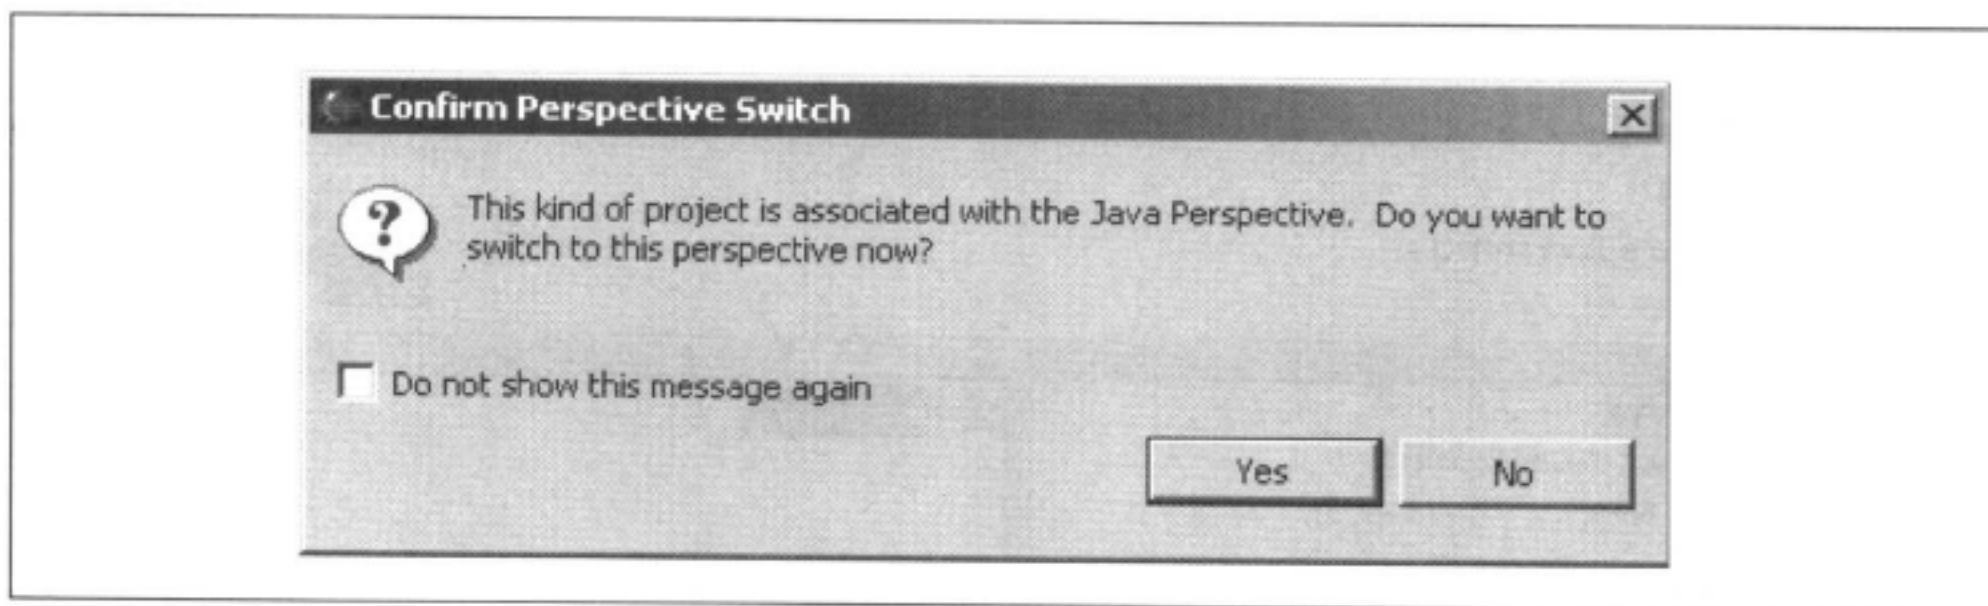 Confirm Perspective Switch
This kind of project is associated with the Java Perspective. Do you want to
switch to this perspective now?
Do not show this message again
Yes
No